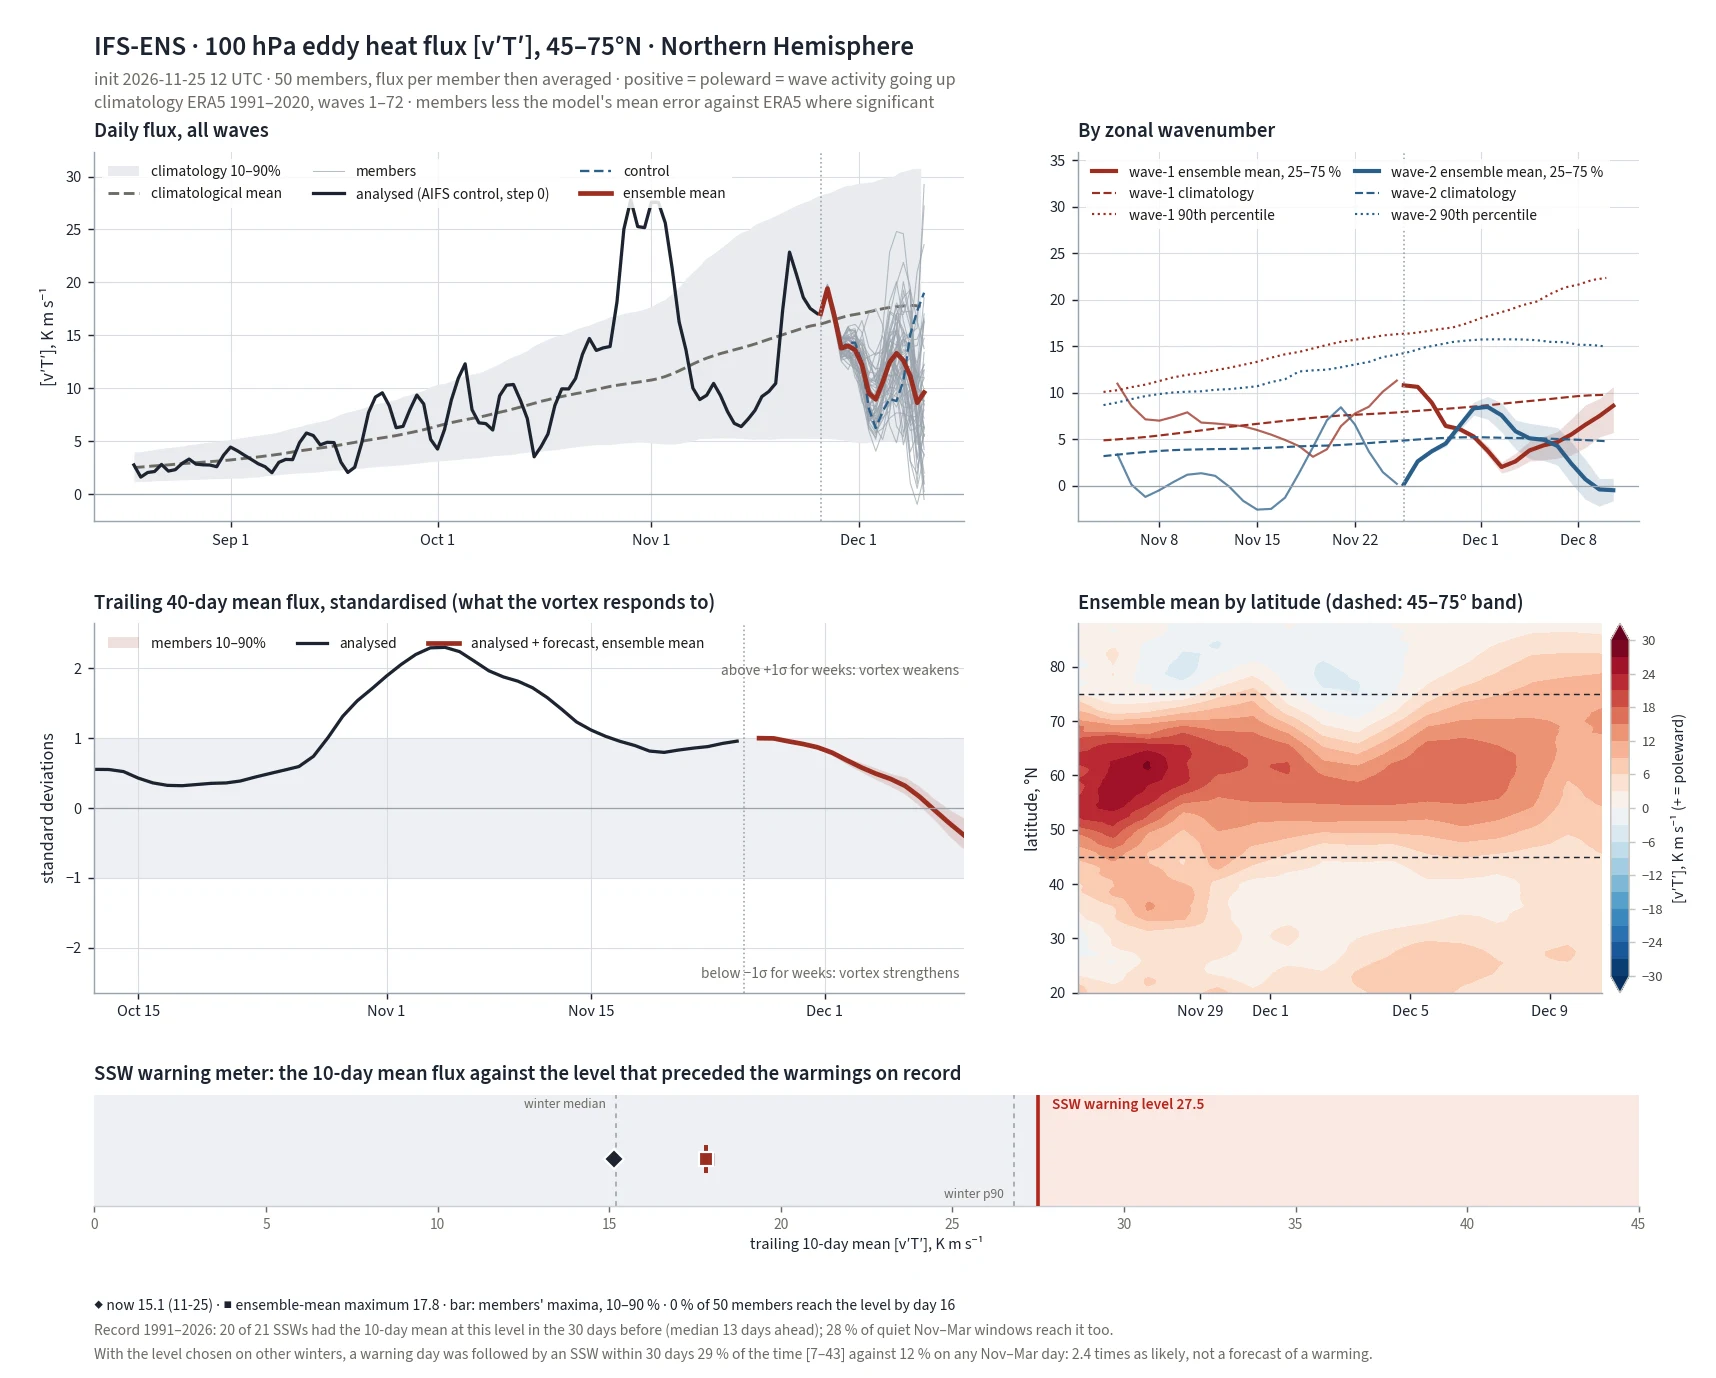 IFS-ENS · 100 hPa eddy heat flux [v′T′], 45–75°N · Northern Hemisphere
init 2026-11-25 12 UTC · 50 members, flux per member then averaged · positive = poleward = wave activity going up
climatology ERA5 1991–2020, waves 1–72 · members less the model's mean error against ERA5 where significant
Daily flux, all waves
climatology 10–90%
members
control
climatological mean
analysed (AIFS control, step 0)
ensemble mean
[v′T′], K m s⁻¹
30
25
20
15
10
5
0
Sep 1
Oct 1
Nov 1
Dec 1
By zonal wavenumber
wave-1 ensemble mean, 25–75 %
wave-2 ensemble mean, 25–75 %
wave-1 climatology
wave-2 climatology
wave-1 90th percentile
wave-2 90th percentile
35
30
25
20
15
10
5
0
Nov 8
Nov 15
Nov 22
Dec 1
Dec 8
Trailing 40-day mean flux, standardised (what the vortex responds to)
members 10–90%
analysed
analysed + forecast, ensemble mean
above +1σ for weeks: vortex weakens
below −1σ for weeks: vortex strengthens
standard deviations
2
1
0
−1
−2
Oct 15
Nov 1
Nov 15
Dec 1
Ensemble mean by latitude (dashed: 45–75° band)
latitude, °N
80
70
60
50
40
30
20
Nov 29
Dec 1
Dec 5
Dec 9
30
24
18
12
6
0
−6
−12
−18
−24
−30
[v′T′], K m s⁻¹ (+ = poleward)
SSW warning meter: the 10-day mean flux against the level that preceded the warmings on record
winter median
SSW warning level 27.5
winter p90
0
5
10
15
20
25
30
35
40
45
trailing 10-day mean [v′T′], K m s⁻¹
◆ now 15.1 (11-25) · ■ ensemble-mean maximum 17.8 · bar: members' maxima, 10–90 % · 0 % of 50 members reach the level by day 16
Record 1991–2026: 20 of 21 SSWs had the 10-day mean at this level in the 30 days before (median 13 days ahead); 28 % of quiet Nov–Mar windows reach it too.
With the level chosen on other winters, a warning day was followed by an SSW within 30 days 29 % of the time [7–43] against 12 % on any Nov–Mar day: 2.4 times as likely, not a forecast of a warming.